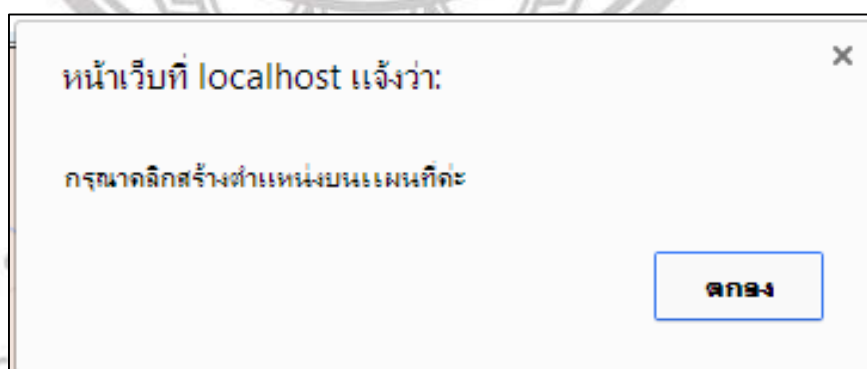 หน้าเว็บที่ localhost แจ้งว่า:
กรุณาคลิกสร้างตำแหน่งบนแผนที่ค่ะ
ตกลง